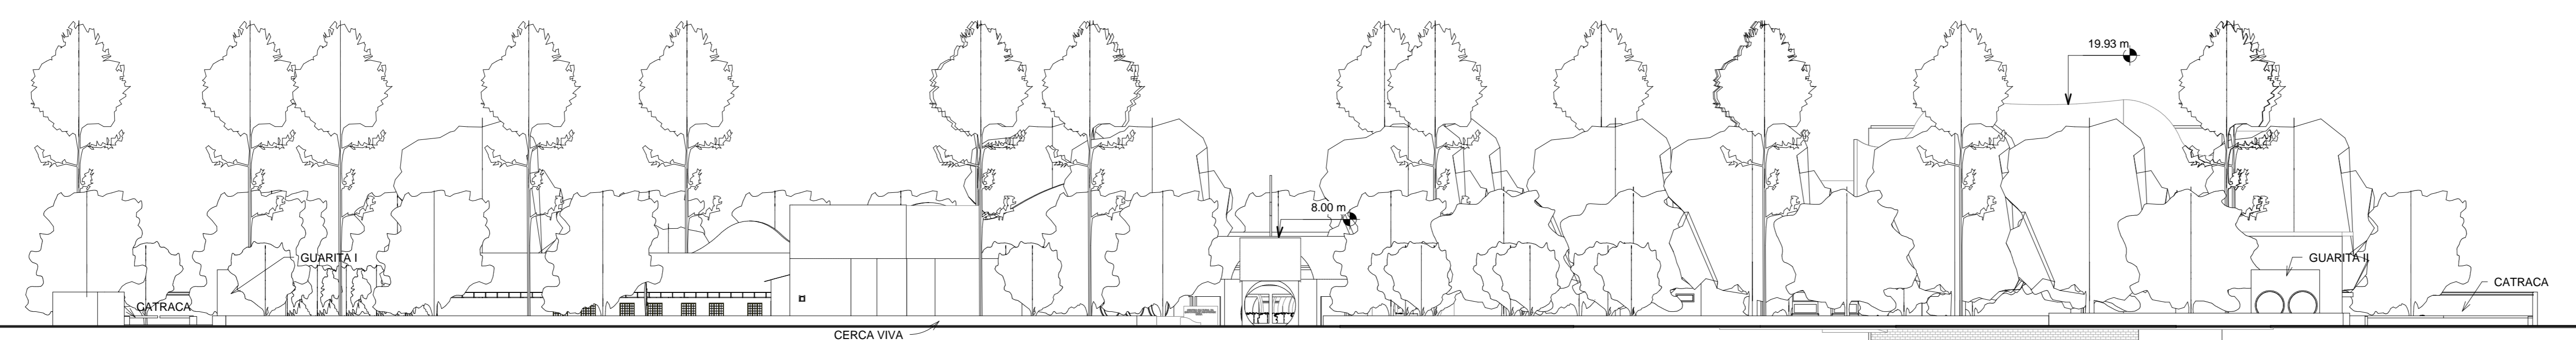 19.93 m
8.00 m
GUARITA I
GUARITA II
CATRACA
CATRACA
CERCA VIVA